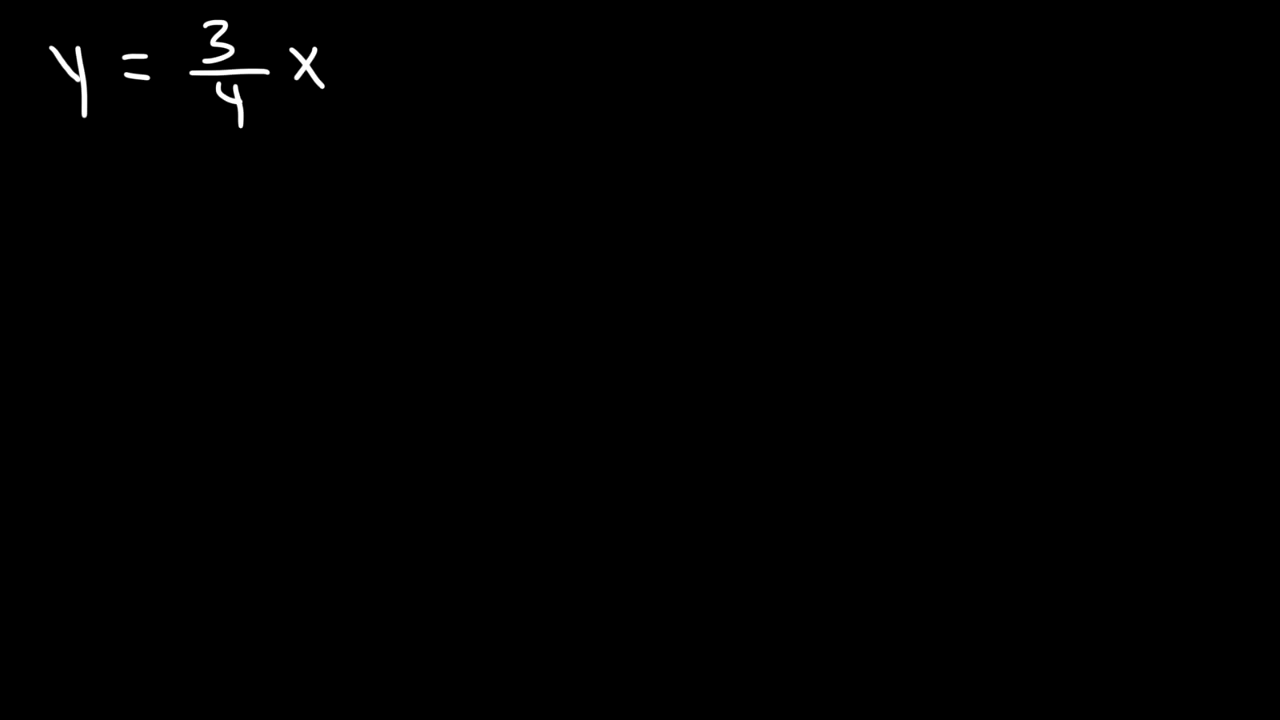 y = 3/4 x